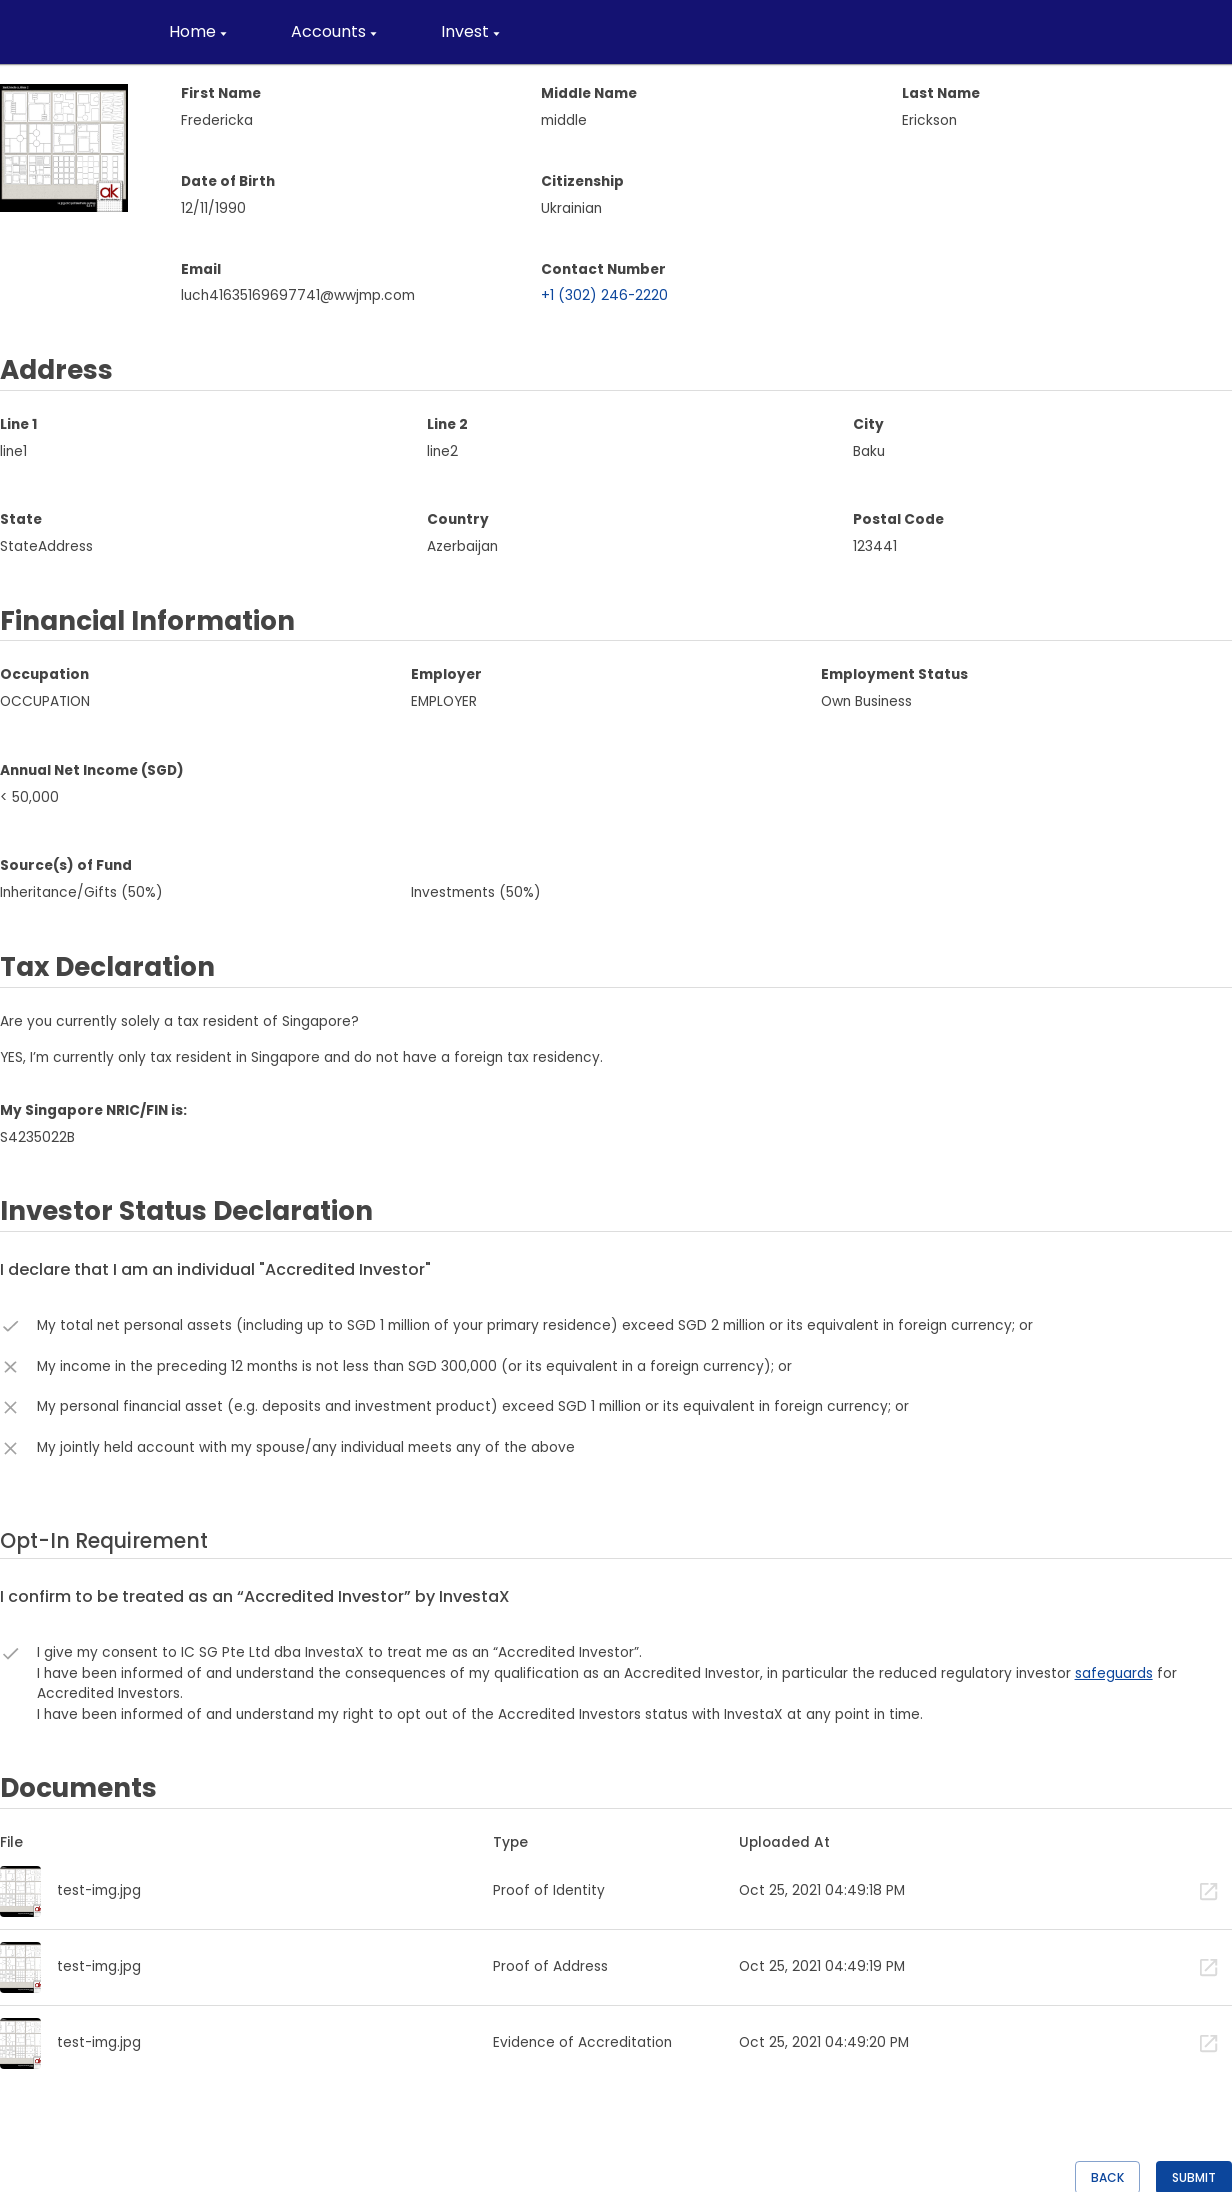 Home
Accounts
Invest
First Name
Middle Name
Last Name
Fredericka
middle
Erickson
Date of Birth
Citizenship
12/11/1990
Ukrainian
Email
Contact Number
luch41635169697741@wwjmp.com
+1 (302) 246-2220
ak
Address
Line 1
Line 2
City
line1
line2
Baku
State
Country
Postal Code
StateAddress
Azerbaijan
123441
Financial Information
Occupation
Employer
Employment Status
OCCUPATION
EMPLOYER
Own Business
Annual Net Income (SGD)
< 50,000
Source(s) of Fund
Inheritance/Gifts (50%)
Investments (50%)
Tax Declaration
Are you currently solely a tax resident of Singapore?
YES, I’m currently only tax resident in Singapore and do not have a foreign tax residency.
My Singapore NRIC/FIN is:
S4235022B
Investor Status Declaration
I declare that I am an individual "Accredited Investor"
My total net personal assets (including up to SGD 1 million of your primary residence) exceed SGD 2 million or its equivalent in foreign currency; or
My income in the preceding 12 months is not less than SGD 300,000 (or its equivalent in a foreign currency); or
My personal financial asset (e.g. deposits and investment product) exceed SGD 1 million or its equivalent in foreign currency; or
My jointly held account with my spouse/any individual meets any of the above
Opt-In Requirement
I confirm to be treated as an “Accredited Investor” by InvestaX
I give my consent to IC SG Pte Ltd dba InvestaX to treat me as an “Accredited Investor”.
I have been informed of and understand the consequences of my qualification as an Accredited Investor, in particular the reduced regulatory investor safeguards for
Accredited Investors.
I have been informed of and understand my right to opt out of the Accredited Investors status with InvestaX at any point in time.
Documents
File
Type
Uploaded At
test-img.jpg
Proof of Identity
Oct 25, 2021 04:49:18 PM
test-img.jpg
Proof of Address
Oct 25, 2021 04:49:19 PM
test-img.jpg
Evidence of Accreditation
Oct 25, 2021 04:49:20 PM
BACK
SUBMIT